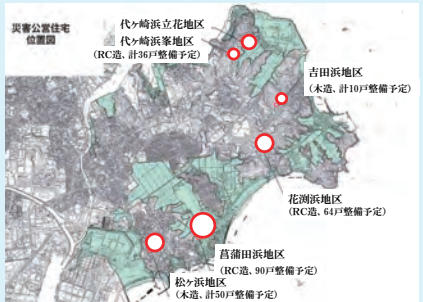 災害公営住宅
位置図
代ヶ崎浜立花地区
代ヶ崎浜峯地区
(RC造、計36戸整備予定)
吉田浜地区
(木造、計10戸整備予定)
花渕浜地区
(RC造、64戸整備予定)
菖蒲田浜地区
(RC造、90戸整備予定)
松ヶ浜地区
(木造、計50戸整備予定)